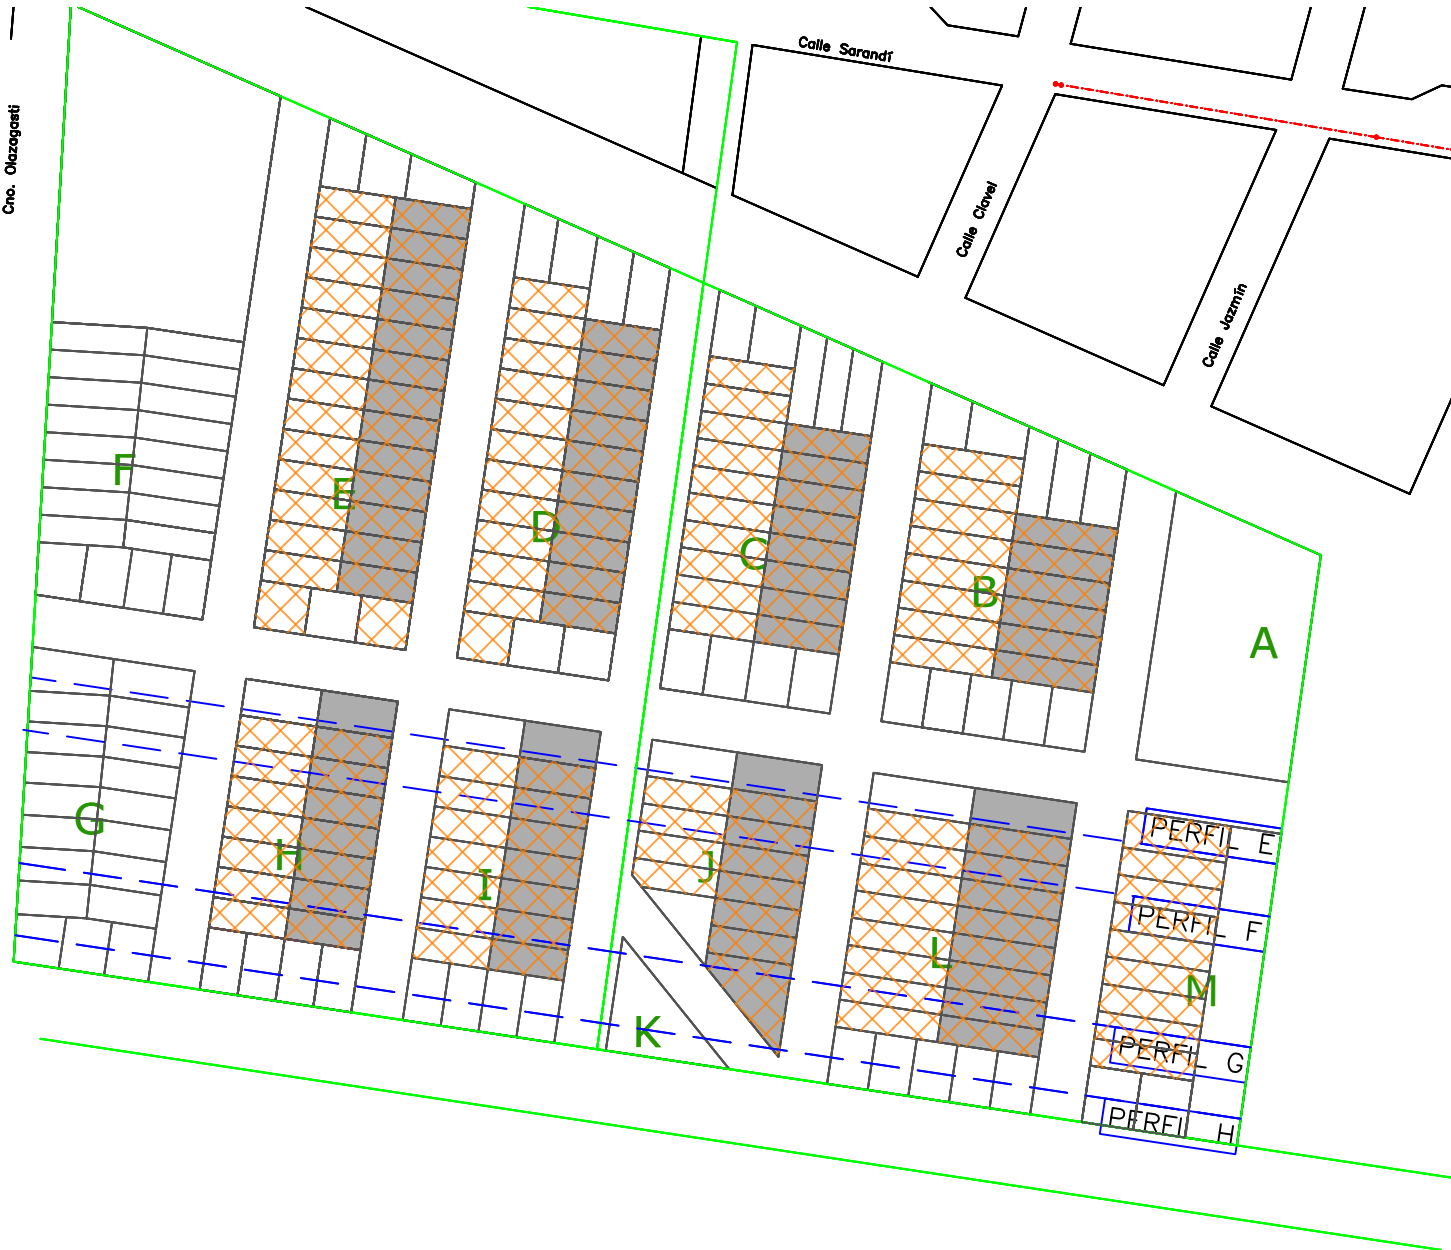 Calle Sarandí
Cno. Olazagasti
Calle Clavel
Calle Jazmín
F
E
D
C
B
A
G
H
I
J
K
L
M
PERFIL E
PERFIL F
PERFIL G
PERFIL H